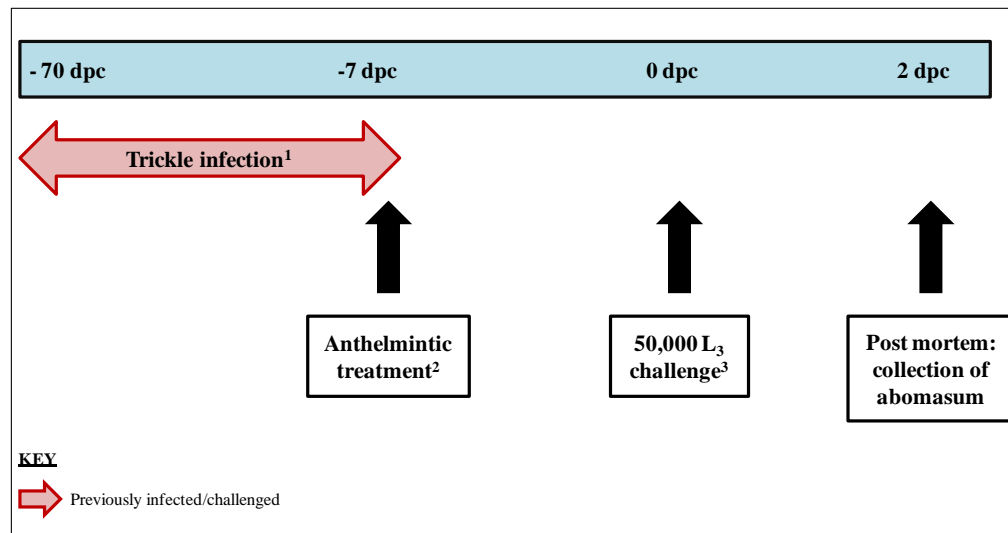 - 70 dpc -7 dpc 0 dpc 2 dpc
Trickle infection¹
Anthelmintic
treatment²
50,000 L₃
challenge³
Post mortem:
collection of
abomasum
KEY
Previously infected/challenged